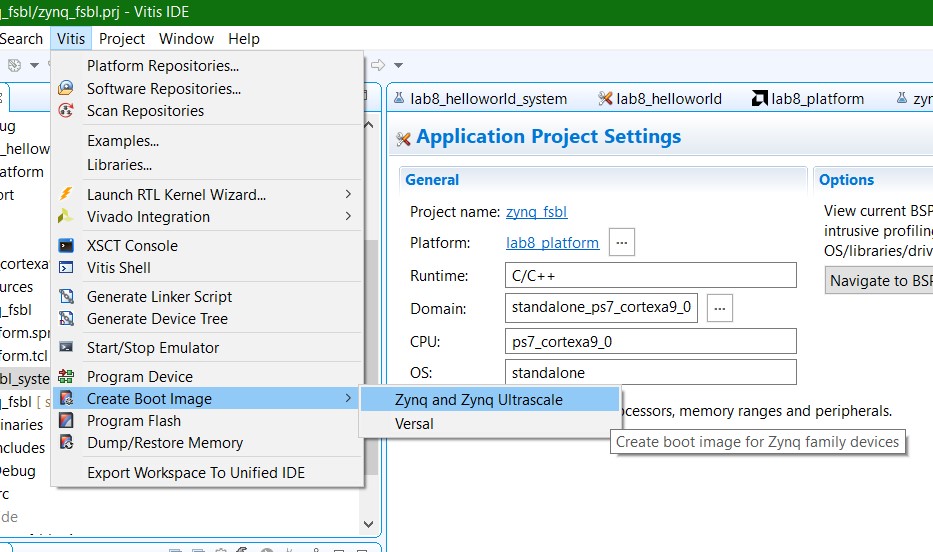 _fsbl/zynq_fsbl.prj - Vitis IDE
Search Vitis Project Window Help
Platform Repositories...
Software Repositories...
Scan Repositories
Examples...
Libraries...
Launch RTL Kernel Wizard...
Vivado Integration
XSCT Console
Vitis Shell
Generate Linker Script
Generate Device Tree
Start/Stop Emulator
Program Device
Create Boot Image
Program Flash
Dump/Restore Memory
Export Workspace To Unified IDE
Zynq and Zynq Ultrascale
Versal
Create boot image for Zynq family devices
ug
_hellow
atform
ort
_cortexa
urces
q_fsbl
form.spr
form.tcl
bl_syste
q_fsbl [ s
inaries
ncludes
Debug
rc
de
lab8_helloworld_system lab8_helloworld lab8_platform zyn
Application Project Settings
General
Project name: zynq_fsbl
Platform: lab8_platform ...
Runtime: C/C++
Domain: standalone_ps7_cortexa9_0 ...
CPU: ps7_cortexa9_0
OS: standalone
ocessors, memory ranges and peripherals.
Options
View current BSP
intrusive profiling
OS/libraries/drive
Navigate to BSP